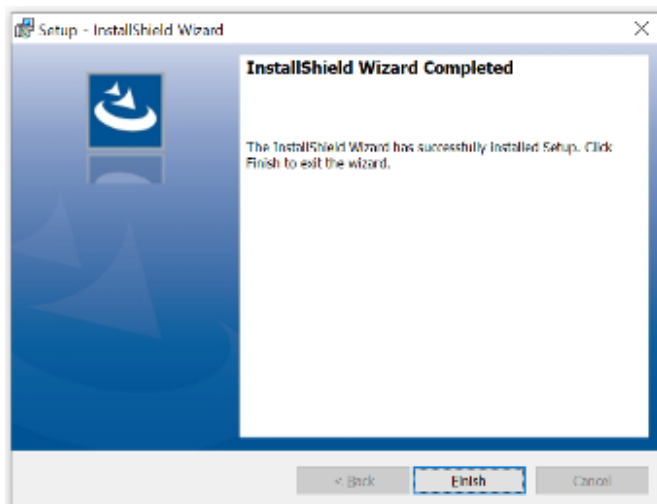 Setup - InstallShield Wizard
InstallShield Wizard Completed
The InstallShield Wizard has successfully installed Setup. Click
Finish to exit the wizard.
< Back
Finish
Cancel